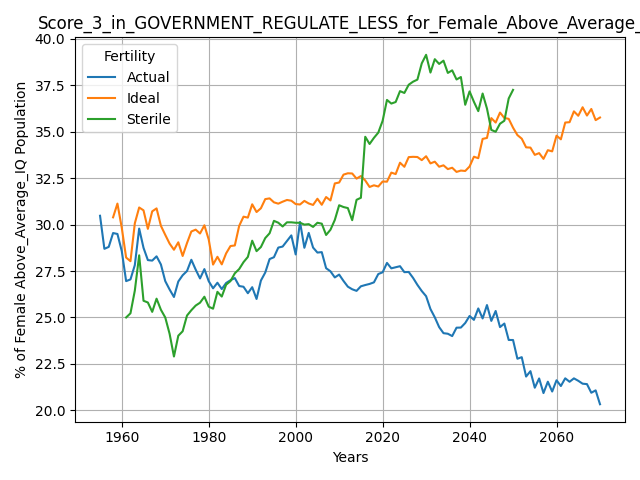 Score_3_in_GOVERNMENT_REGULATE_LESS_for_Female_Above_Average_
40.0
37.5
35.0
32.5
30.0
27.5
25.0
22.5
20.0
% of Female Above_Average_IQ Population
Fertility
Actual
Ideal
Sterile
1960 1980 2000 2020 2040 2060
Years